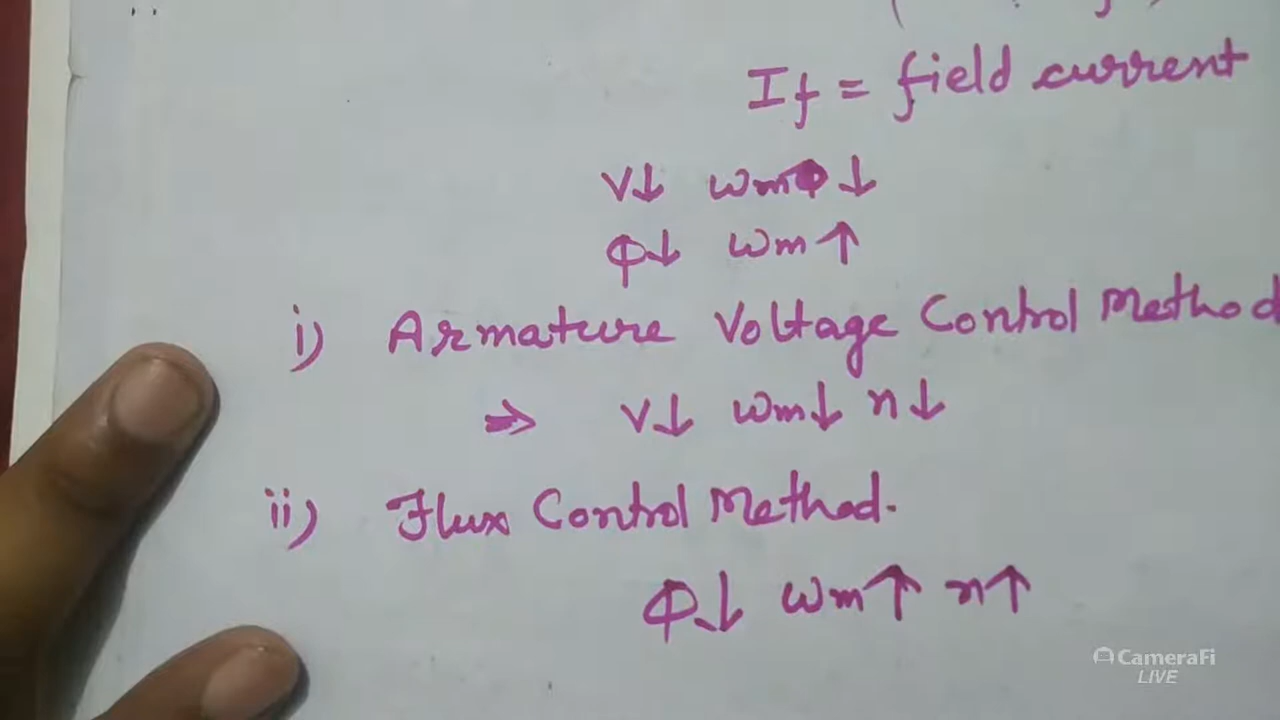 If = field current
V↓ ωm ↓
φ↓ ωm↑
i) Armature Voltage Control Method
⇒ V↓ ωm↓ n↓
ii) Flux Control Method.
φ↓ ωm↑ n↑
CameraFi
LIVE